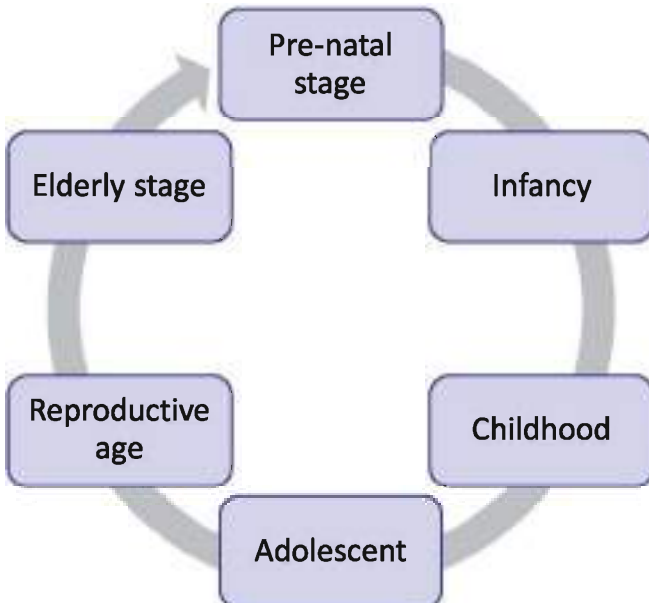 Pre-natal
stage
Infancy
Childhood
Adolescent
Reproductive
age
Elderly stage